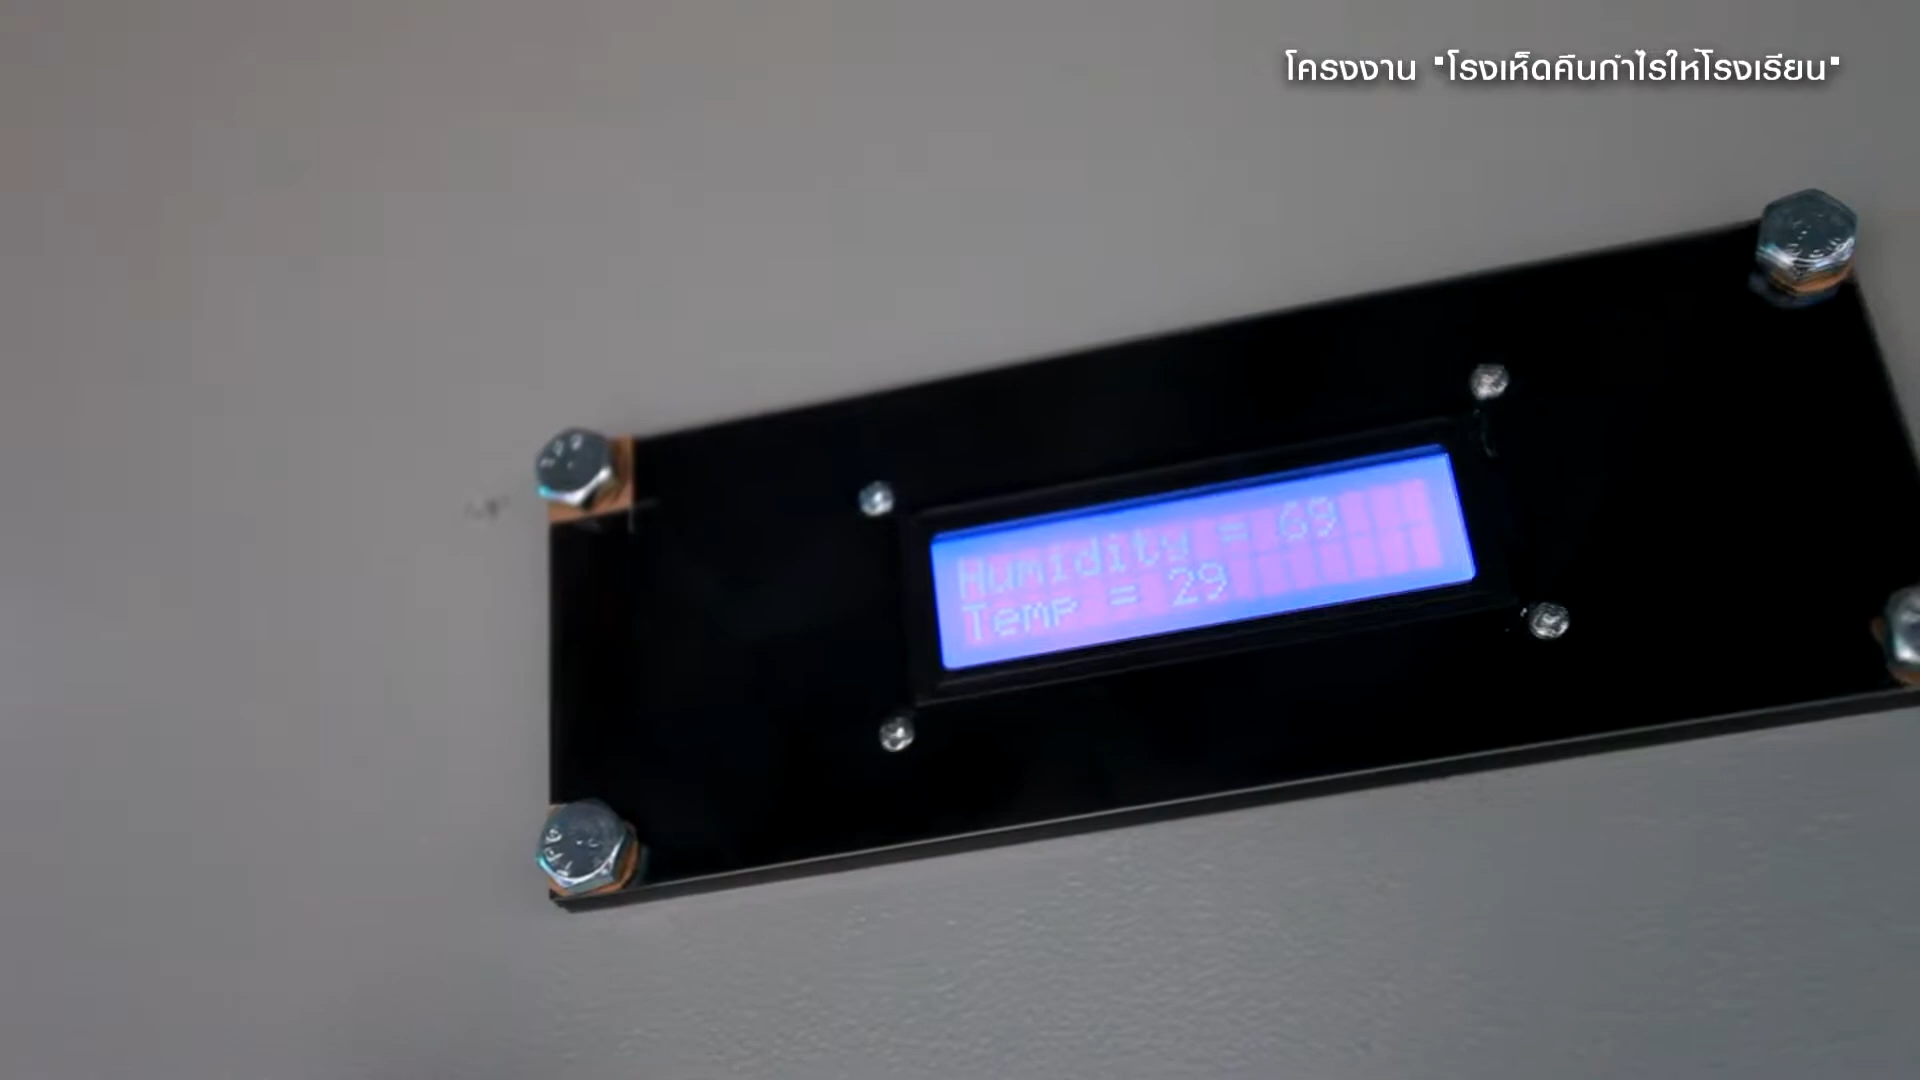 โครงงาน "โรงเห็ดคืนกำไรให้โรงเรียน"
Humidity = 69
Temp = 29